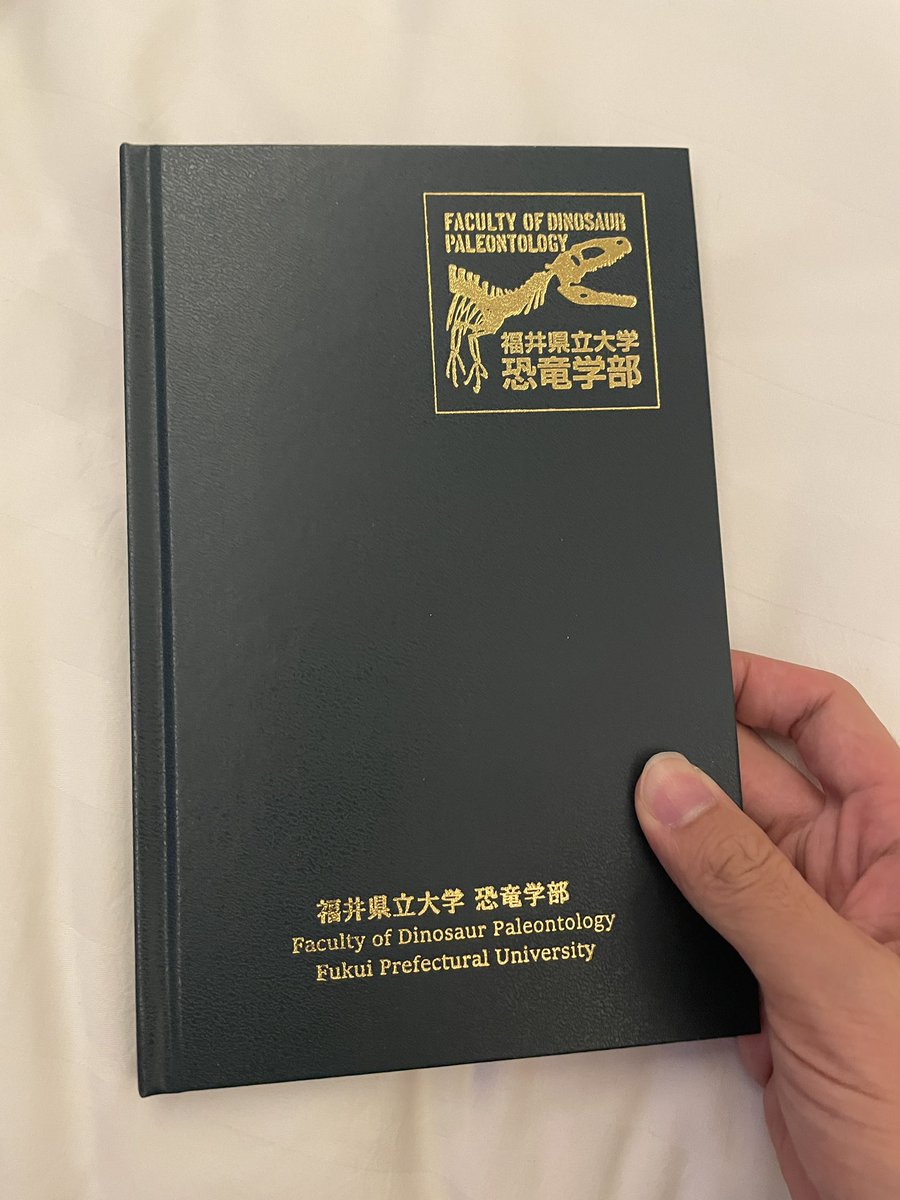 FACULTY OF DINOSAUR
PALEONTOLOGY
福井県立大学
恐竜学部
福井県立大学 恐竜学部
Faculty of Dinosaur Paleontology
Fukui Prefectural University